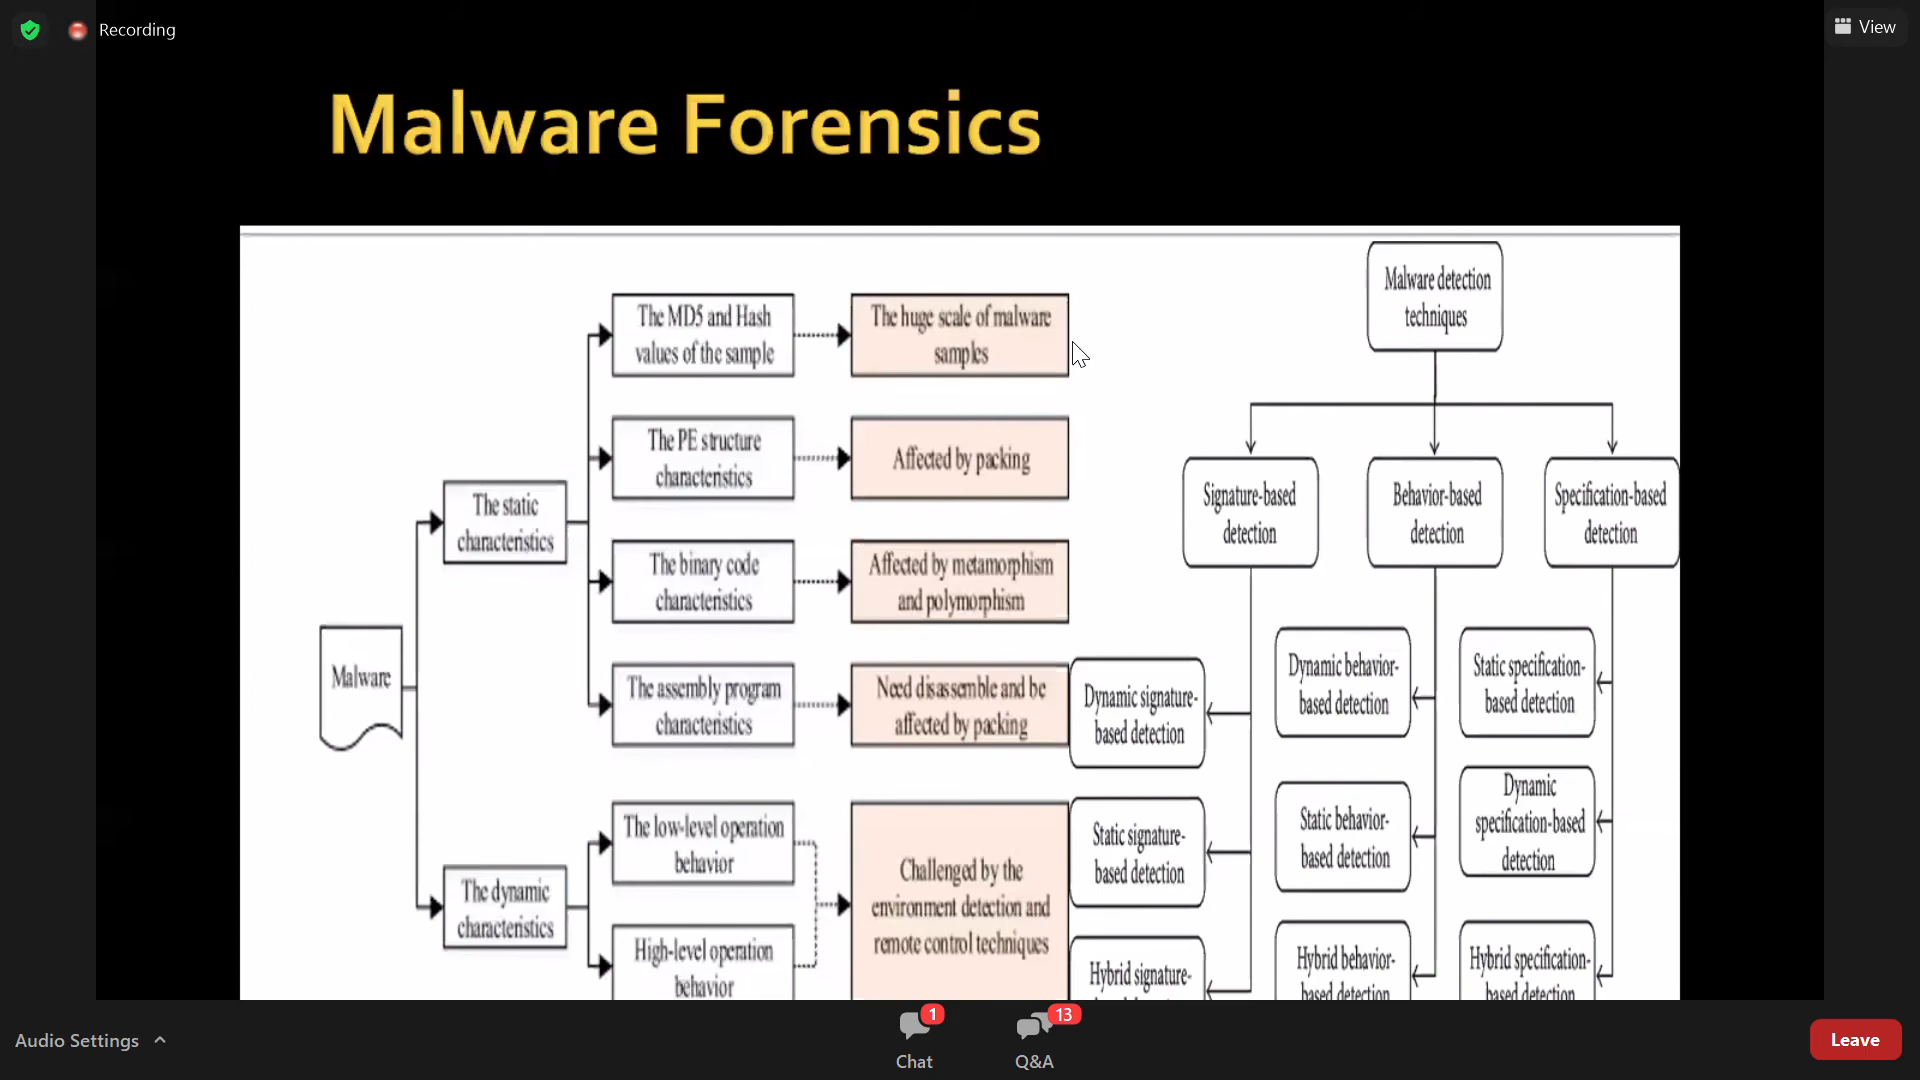 Recording
View
Malware Forensics
The MD5 and Hash
values of the sample
The huge scale of malware
samples
The PE structure
characteristics
Affected by packing
The static
characteristics
The binary code
characteristics
Affected by metamorphism
and polymorphism
Malware
The assembly program
characteristics
Need disassemble and be
affected by packing
The low-level operation
behavior
The dynamic
characteristics
High-level operation
behavior
Challenged by the
environment detection and
remote control techniques
Malware detection
techniques
Signature-based
detection
Behavior-based
detection
Specification-based
detection
Dynamic signature-
based detection
Static signature-
based detection
Hybrid signature-
Dynamic behavior-
based detection
Static behavior-
based detection
Hybrid behavior-
based detection
Static specification-
based detection
Dynamic
specification-based
detection
Hybrid specification-
based detection
Audio Settings
1
Chat
13
Q&A
Leave